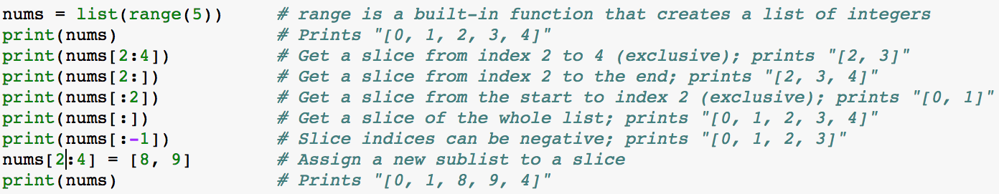 nums = list(range(5))       # range is a built-in function that creates a list of integers
print(nums)                 # Prints "[0, 1, 2, 3, 4]"
print(nums[2:4])            # Get a slice from index 2 to 4 (exclusive); prints "[2, 3]"
print(nums[2:])             # Get a slice from index 2 to the end; prints "[2, 3, 4]"
print(nums[:2])             # Get a slice from the start to index 2 (exclusive); prints "[0, 1]"
print(nums[:])              # Get a slice of the whole list; prints "[0, 1, 2, 3, 4]"
print(nums[:-1])            # Slice indices can be negative; prints "[0, 1, 2, 3]"
nums[2:4] = [8, 9]          # Assign a new sublist to a slice
print(nums)                 # Prints "[0, 1, 8, 9, 4]"